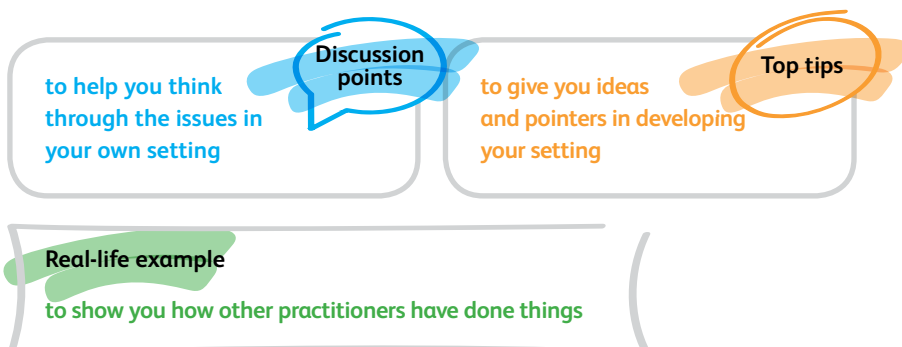 Discussion
points
to help you think
through the issues in
your own setting
Top tips
to give you ideas
and pointers in developing
your setting
Real-life example
to show you how other practitioners have done things